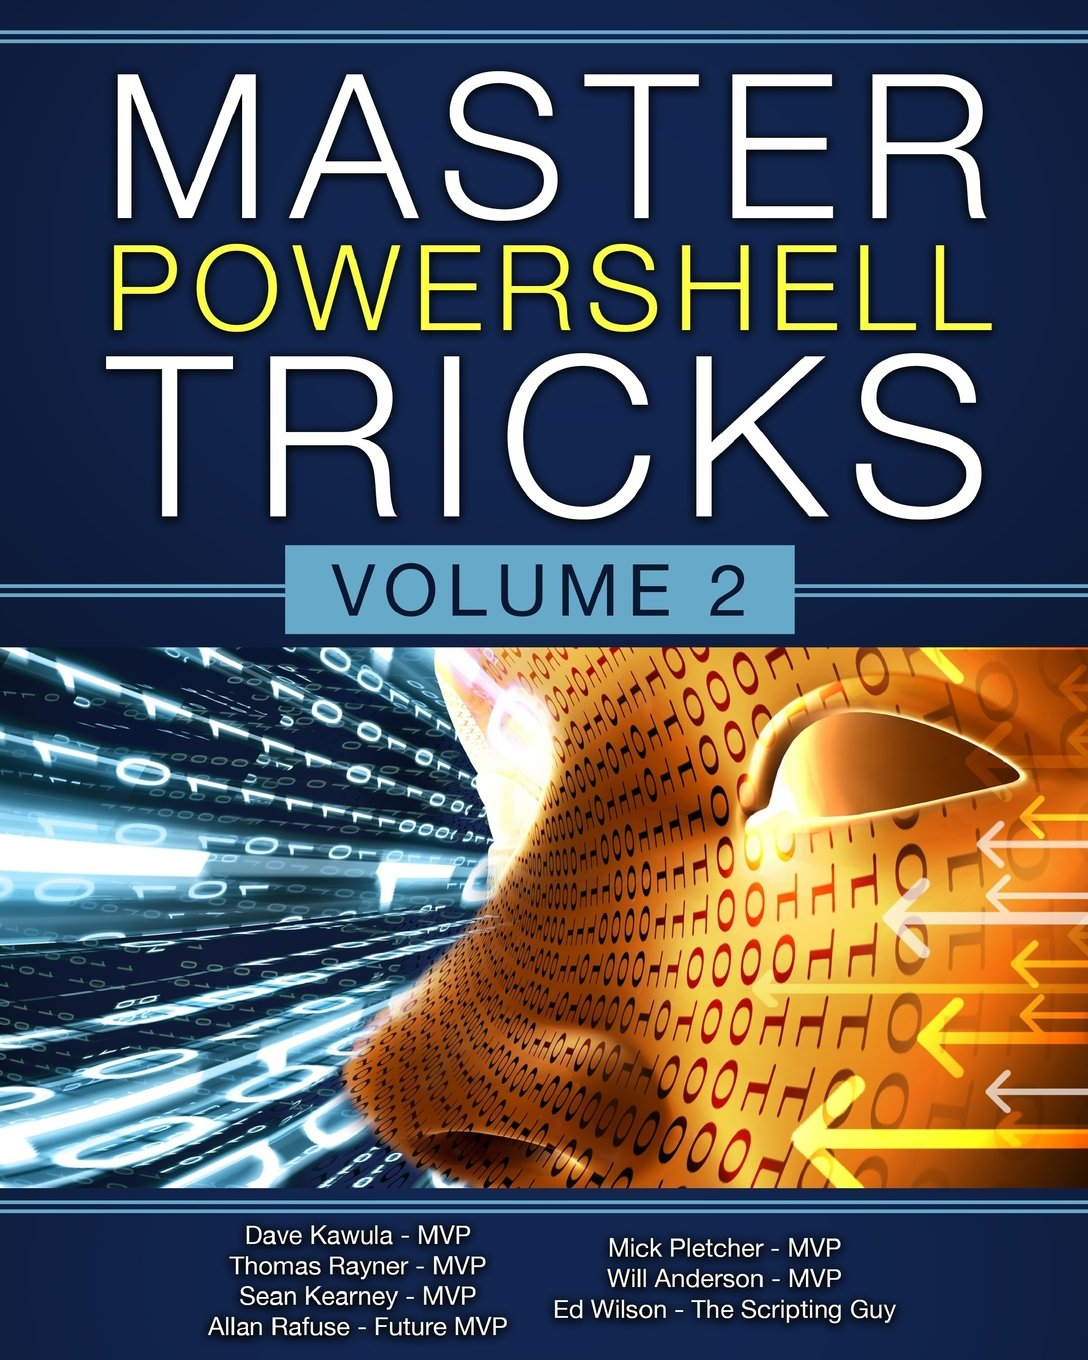 MASTER
POWERSHELL
TRICKS
VOLUME 2
Dave Kawula - MVP
Thomas Rayner - MVP
Sean Kearney - MVP
Allan Rafuse - Future MVP
Mick Pletcher - MVP
Will Anderson - MVP
Ed Wilson - The Scripting Guy